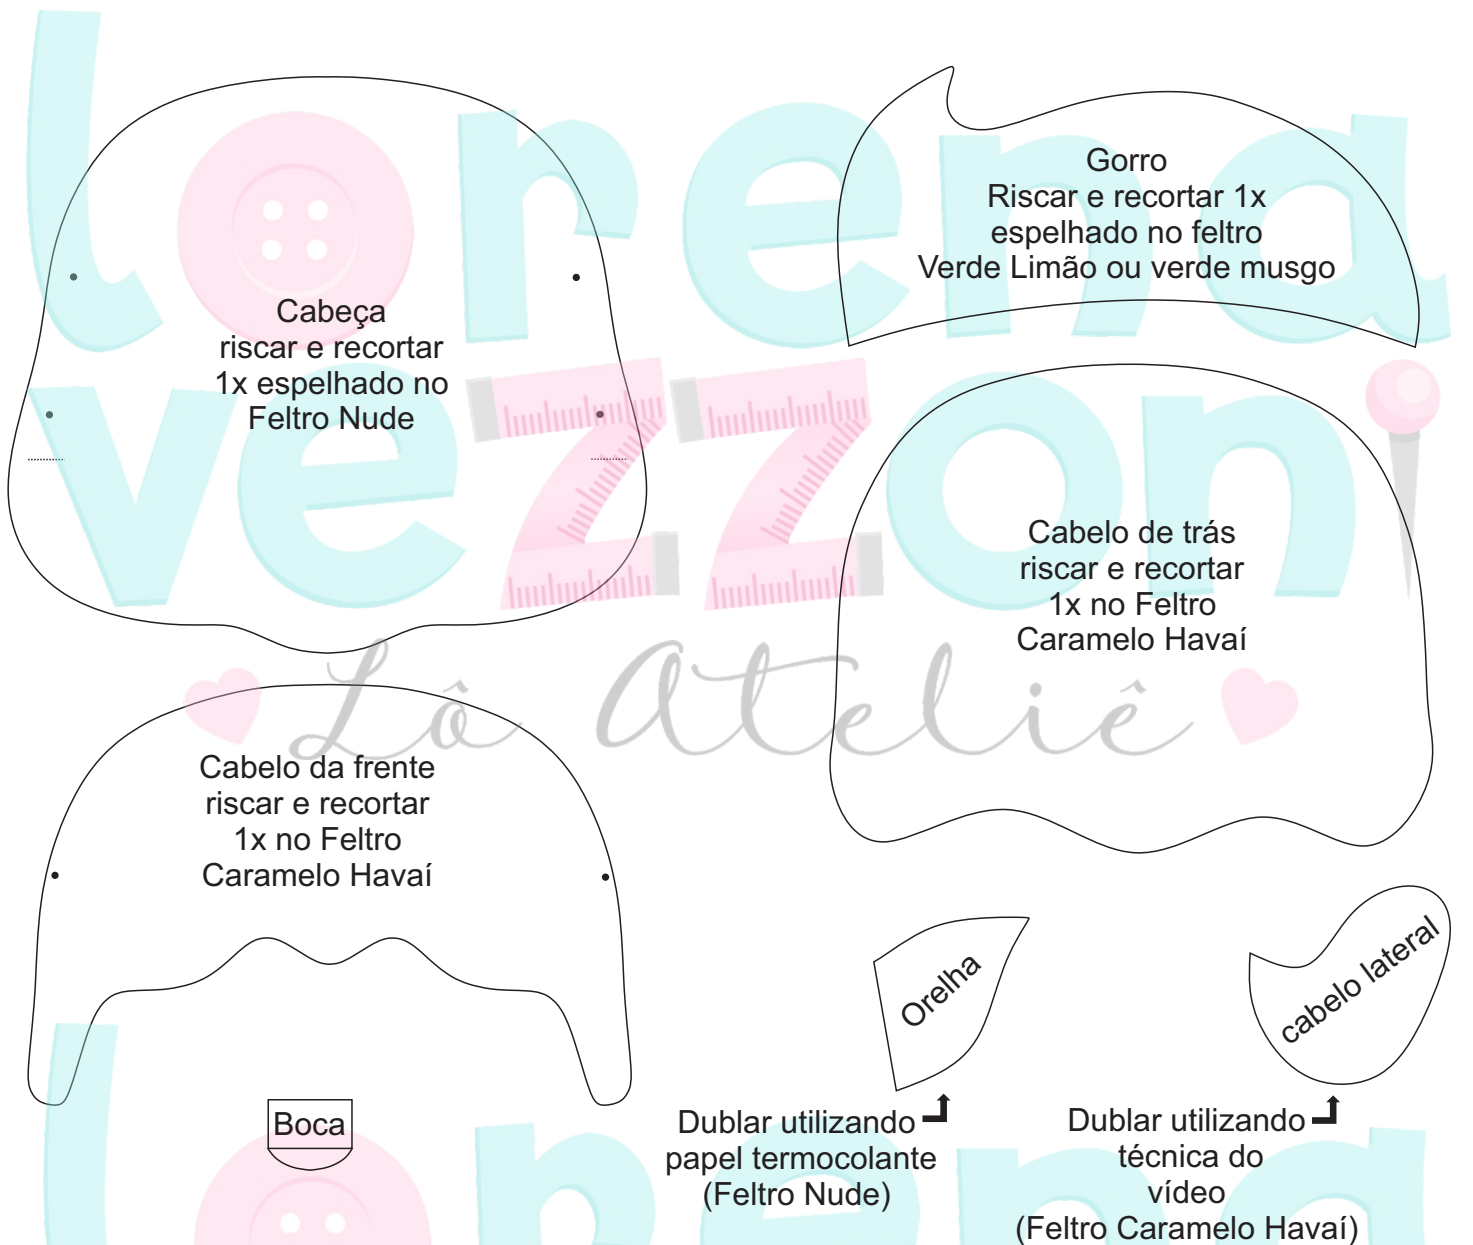 lorena
vezzoni
Lô Ateliê
Cabeça
riscar e recortar
1x espelhado no
Feltro Nude
Gorro
Riscar e recortar 1x
espelhado no feltro
Verde Limão ou verde musgo
Cabelo de trás
riscar e recortar
1x no Feltro
Caramelo Havaí
Cabelo da frente
riscar e recortar
1x no Feltro
Caramelo Havaí
Boca
Orelha
Dublar utilizando
papel termocolante
(Feltro Nude)
cabelo lateral
Dublar utilizando
técnica do
vídeo
(Feltro Caramelo Havaí)
lorena